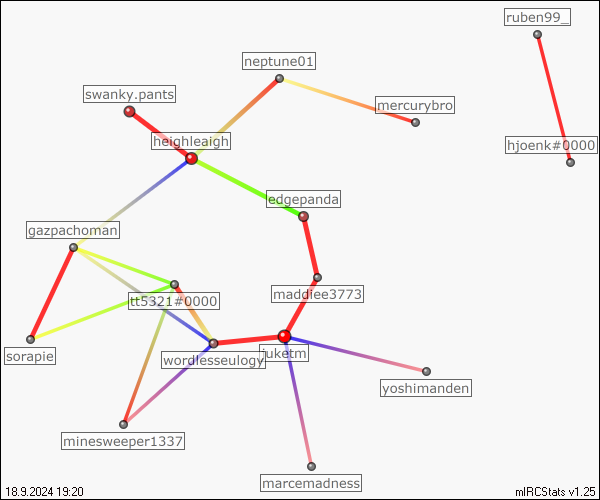 ruben99_
neptune01
swanky.pants
mercurybro
heighleaigh
hjoenk#0000
edgepanda
gazpachoman
maddiee3773
tt5321#0000
juketm
sorapie
wordlesseulogy
yoshimanden
minesweeper1337
marcemadness
18.9.2024 19:20
mIRCStats v1.25